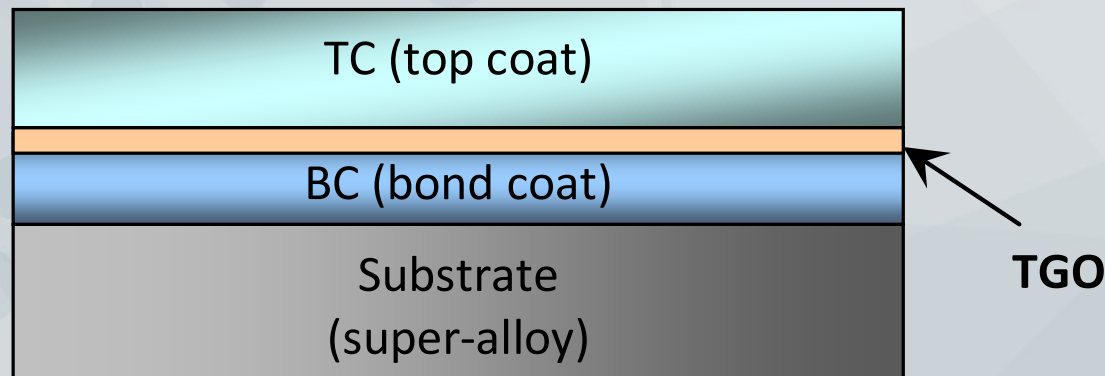 TC (top coat)
BC (bond coat)
Substrate
(super-alloy)
TGO